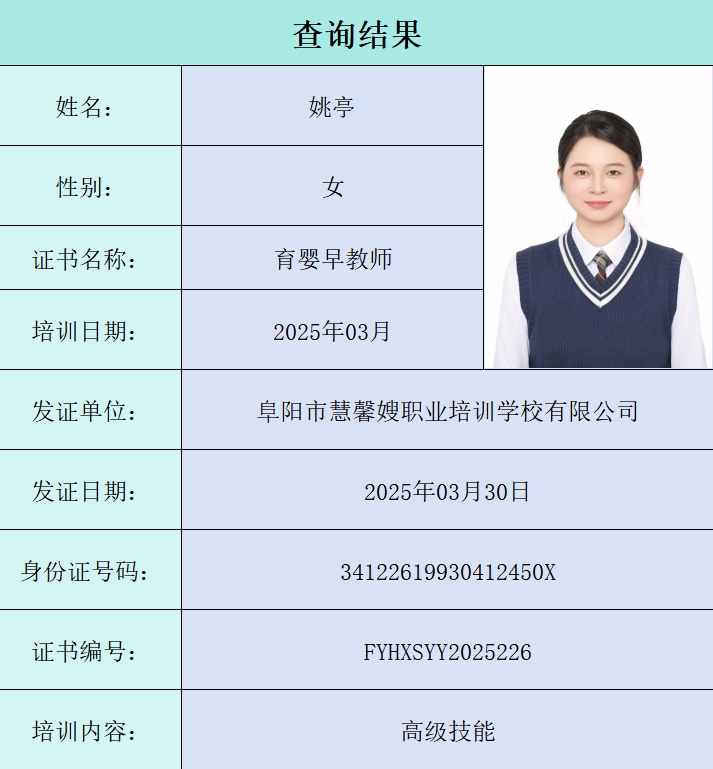 查询结果
姓名： 姚亭
性别： 女
证书名称： 育婴早教师
培训日期： 2025年03月
发证单位： 阜阳市慧馨嫂职业培训学校有限公司
发证日期： 2025年03月30日
身份证号码： 34122619930412450X
证书编号： FYHXSYY2025226
培训内容： 高级技能